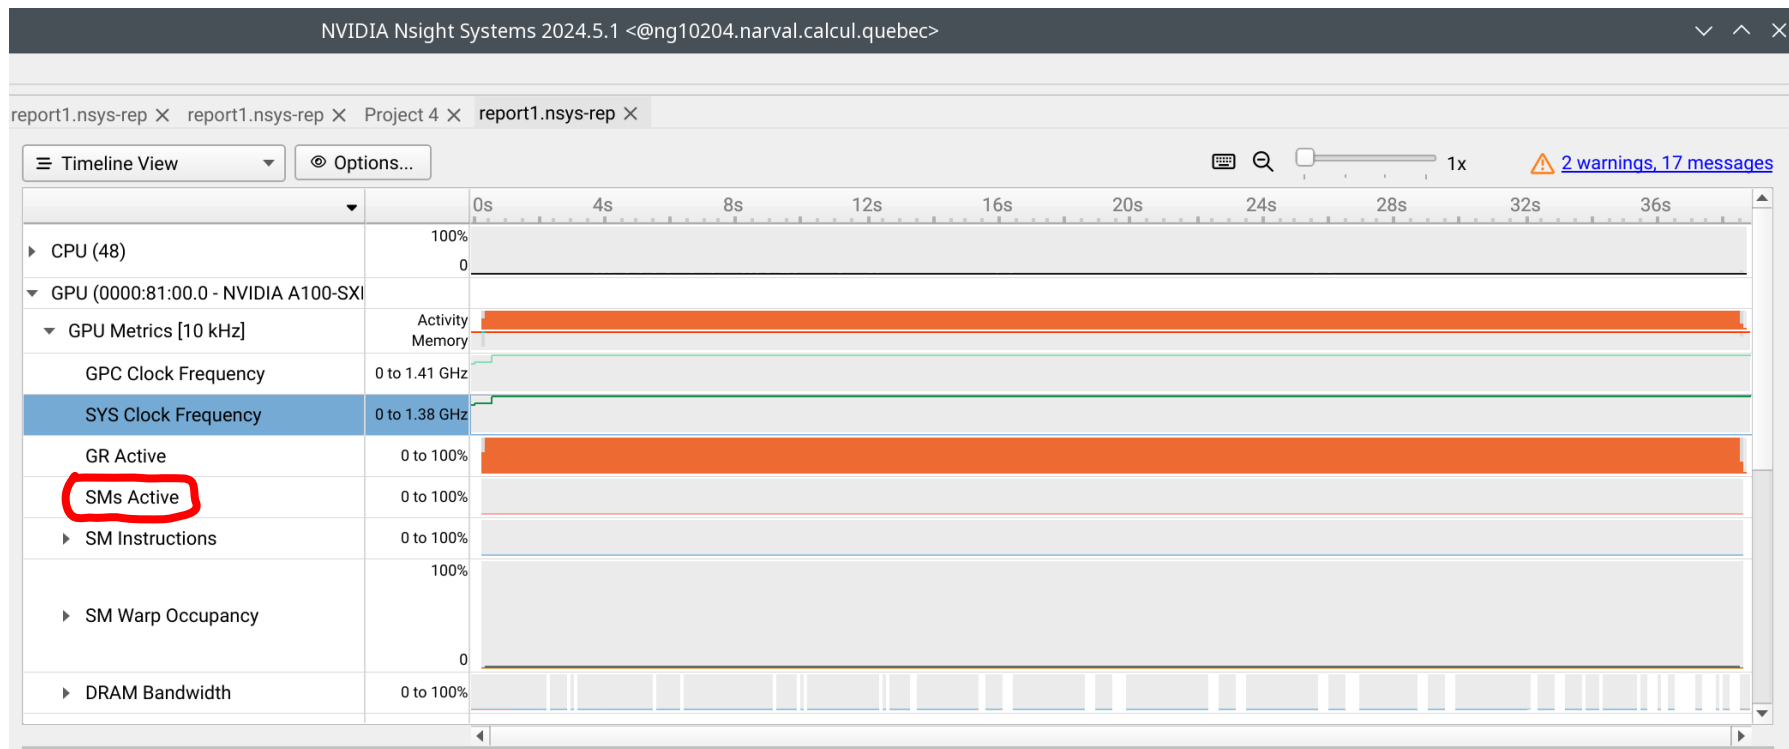 NVIDIA Nsight Systems 2024.5.1 <@ng10204.narval.calcul.quebec>
report1.nsys-rep report1.nsys-rep Project 4 report1.nsys-rep
Timeline View Options... 1x 2 warnings, 17 messages
0s 4s 8s 12s 16s 20s 24s 28s 32s 36s
CPU (48) 100%
0
GPU (0000:81:00.0 - NVIDIA A100-SXI
GPU Metrics [10 kHz] Activity
Memory
GPC Clock Frequency 0 to 1.41 GHz
SYS Clock Frequency 0 to 1.38 GHz
GR Active 0 to 100%
SMs Active 0 to 100%
SM Instructions 0 to 100%
100%
SM Warp Occupancy
0
DRAM Bandwidth 0 to 100%